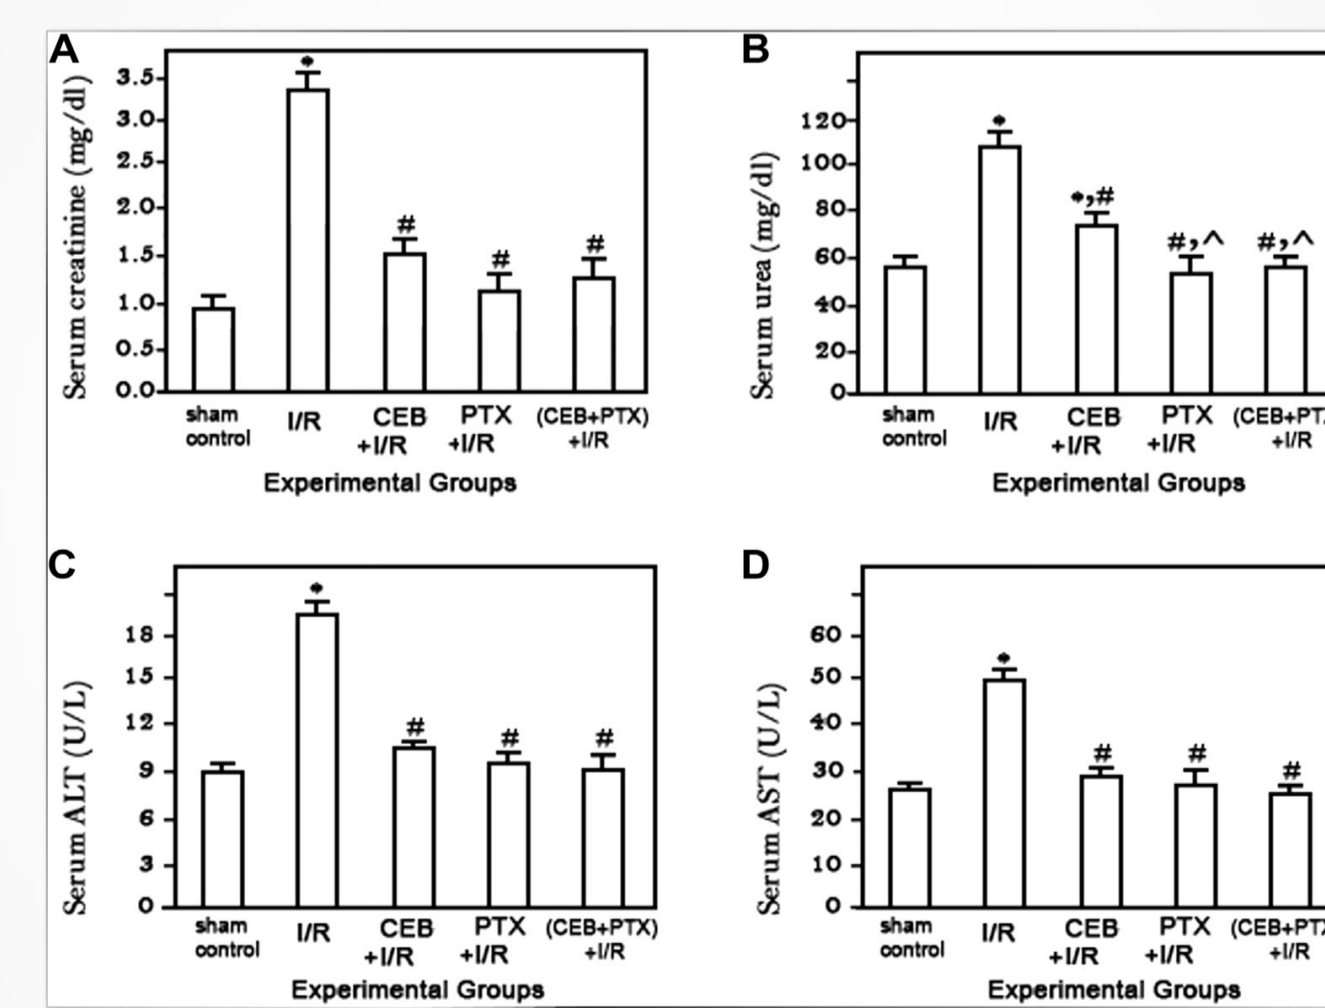 A
Serum creatinine (mg/dl)
3.5
3.0
2.5
2.0
1.5
1.0
0.5
0.0
*
#
#
#
sham control
I/R
CEB +I/R
PTX +I/R
(CEB+PTX) +I/R
Experimental Groups
B
Serum urea (mg/dl)
120
100
80
60
40
20
0
*
*,#
#,^
#,^
sham control
I/R
CEB +I/R
PTX +I/R
(CEB+PT
+I/R
Experimental Groups
C
Serum ALT (U/L)
18
15
12
9
6
3
0
*
#
#
#
sham control
I/R
CEB +I/R
PTX +I/R
(CEB+PTX) +I/R
Experimental Groups
D
Serum AST (U/L)
60
50
40
30
20
10
0
*
#
#
#
sham control
I/R
CEB +I/R
PTX +I/R
(CEB+PT
+I/R
Experimental Groups